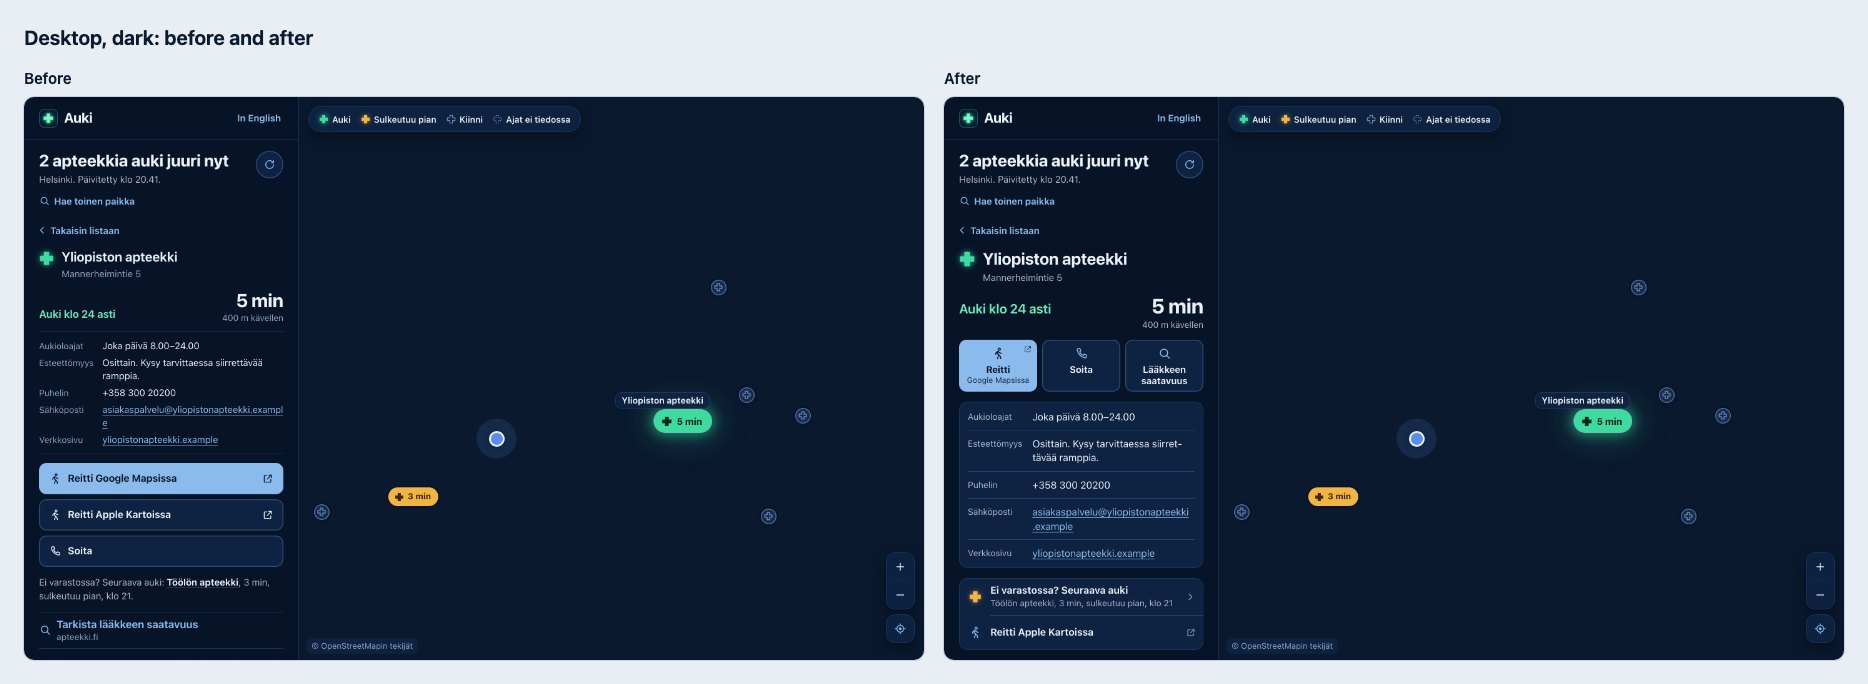 Desktop, dark: before and after
Before
Auki
In English
2 apteekkia auki juuri nyt
Helsinki. Päivitetty klo 20.41.
Hae toinen paikka
Takaisin listaan
Yliopiston apteekki
Mannerheimintie 5
Auki klo 24 asti
5 min
400 m kävellen
Aukioloajat Joka päivä 8.00–24.00
Esteettömyys Osittain. Kysy tarvittaessa siirrettävää
ramppia.
Puhelin +358 300 20200
Sähköposti asiakaspalvelu@yliopistonapteekki.exampl
e
Verkkosivu yliopistonapteekki.example
Reitti Google Mapsissa
Reitti Apple Kartoissa
Soita
Ei varastossa? Seuraava auki: Töölön apteekki, 3 min,
sulkeutuu pian, klo 21.
Tarkista lääkkeen saatavuus
apteekki.fi
Auki Sulkeutuu pian Kiinni Ajat ei tiedossa
Yliopiston apteekki
5 min
3 min
+
−
© OpenStreetMapin tekijät
After
Auki
In English
2 apteekkia auki juuri nyt
Helsinki. Päivitetty klo 20.41.
Hae toinen paikka
Takaisin listaan
Yliopiston apteekki
Mannerheimintie 5
Auki klo 24 asti
5 min
400 m kävellen
Reitti
Google Mapsissa
Soita
Lääkkeen
saatavuus
Aukioloajat Joka päivä 8.00–24.00
Esteettömyys Osittain. Kysy tarvittaessa siirret-
tävää ramppia.
Puhelin +358 300 20200
Sähköposti asiakaspalvelu@yliopistonapteekki
.example
Verkkosivu yliopistonapteekki.example
Ei varastossa? Seuraava auki
Töölön apteekki, 3 min, sulkeutuu pian, klo 21
Reitti Apple Kartoissa
Auki Sulkeutuu pian Kiinni Ajat ei tiedossa
Yliopiston apteekki
5 min
3 min
+
−
© OpenStreetMapin tekijät